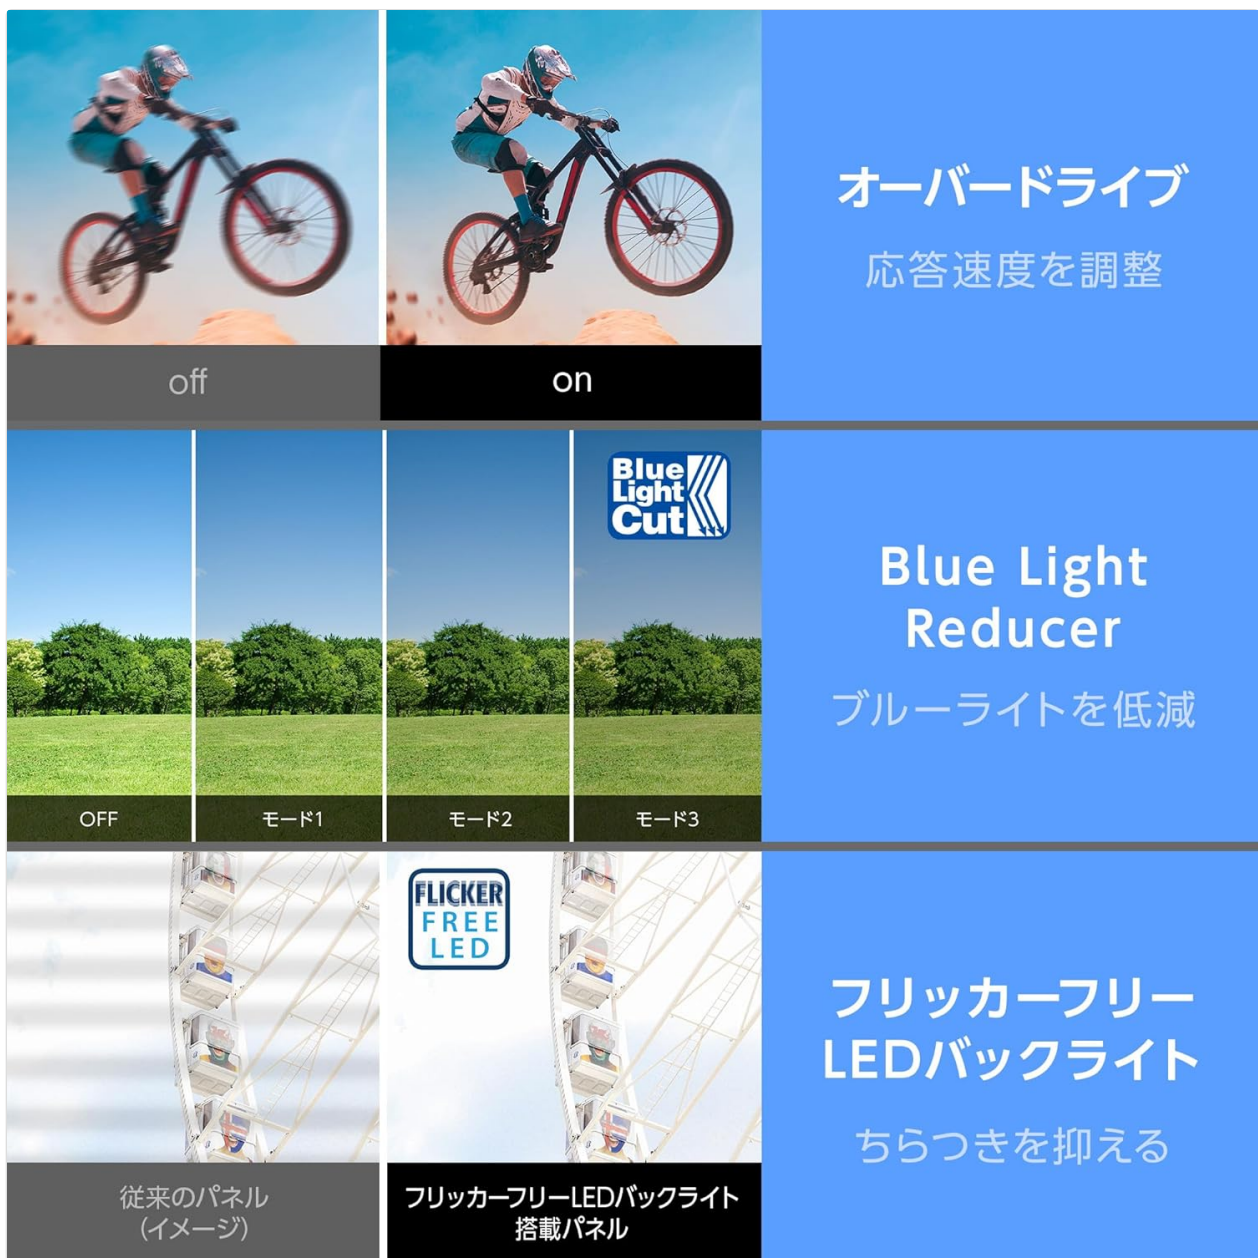 オーバードライブ
応答速度を調整
off
on
Blue
Light
Cut
Blue Light
Reducer
ブルーライトを低減
OFF
モード1
モード2
モード3
FLICKER
FREE
LED
フリッカーフリー
LEDバックライト
ちらつきを抑える
従来のパネル
(イメージ)
フリッカーフリーLEDバックライト
搭載パネル